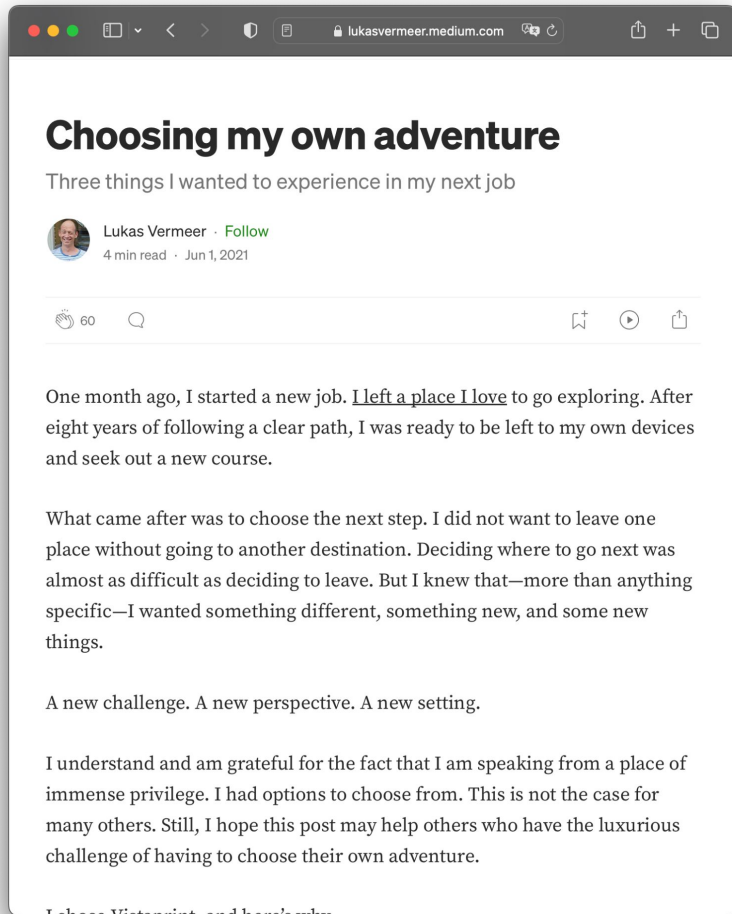 lukasvermeer.medium.com
Choosing my own adventure
Three things I wanted to experience in my next job
Lukas Vermeer · Follow
4 min read · Jun 1, 2021
60
One month ago, I started a new job. I left a place I love to go exploring. After
eight years of following a clear path, I was ready to be left to my own devices
and seek out a new course.
What came after was to choose the next step. I did not want to leave one
place without going to another destination. Deciding where to go next was
almost as difficult as deciding to leave. But I knew that—more than anything
specific—I wanted something different, something new, and some new
things.
A new challenge. A new perspective. A new setting.
I understand and am grateful for the fact that I am speaking from a place of
immense privilege. I had options to choose from. This is not the case for
many others. Still, I hope this post may help others who have the luxurious
challenge of having to choose their own adventure.
I chose Vistaprint, and here's why